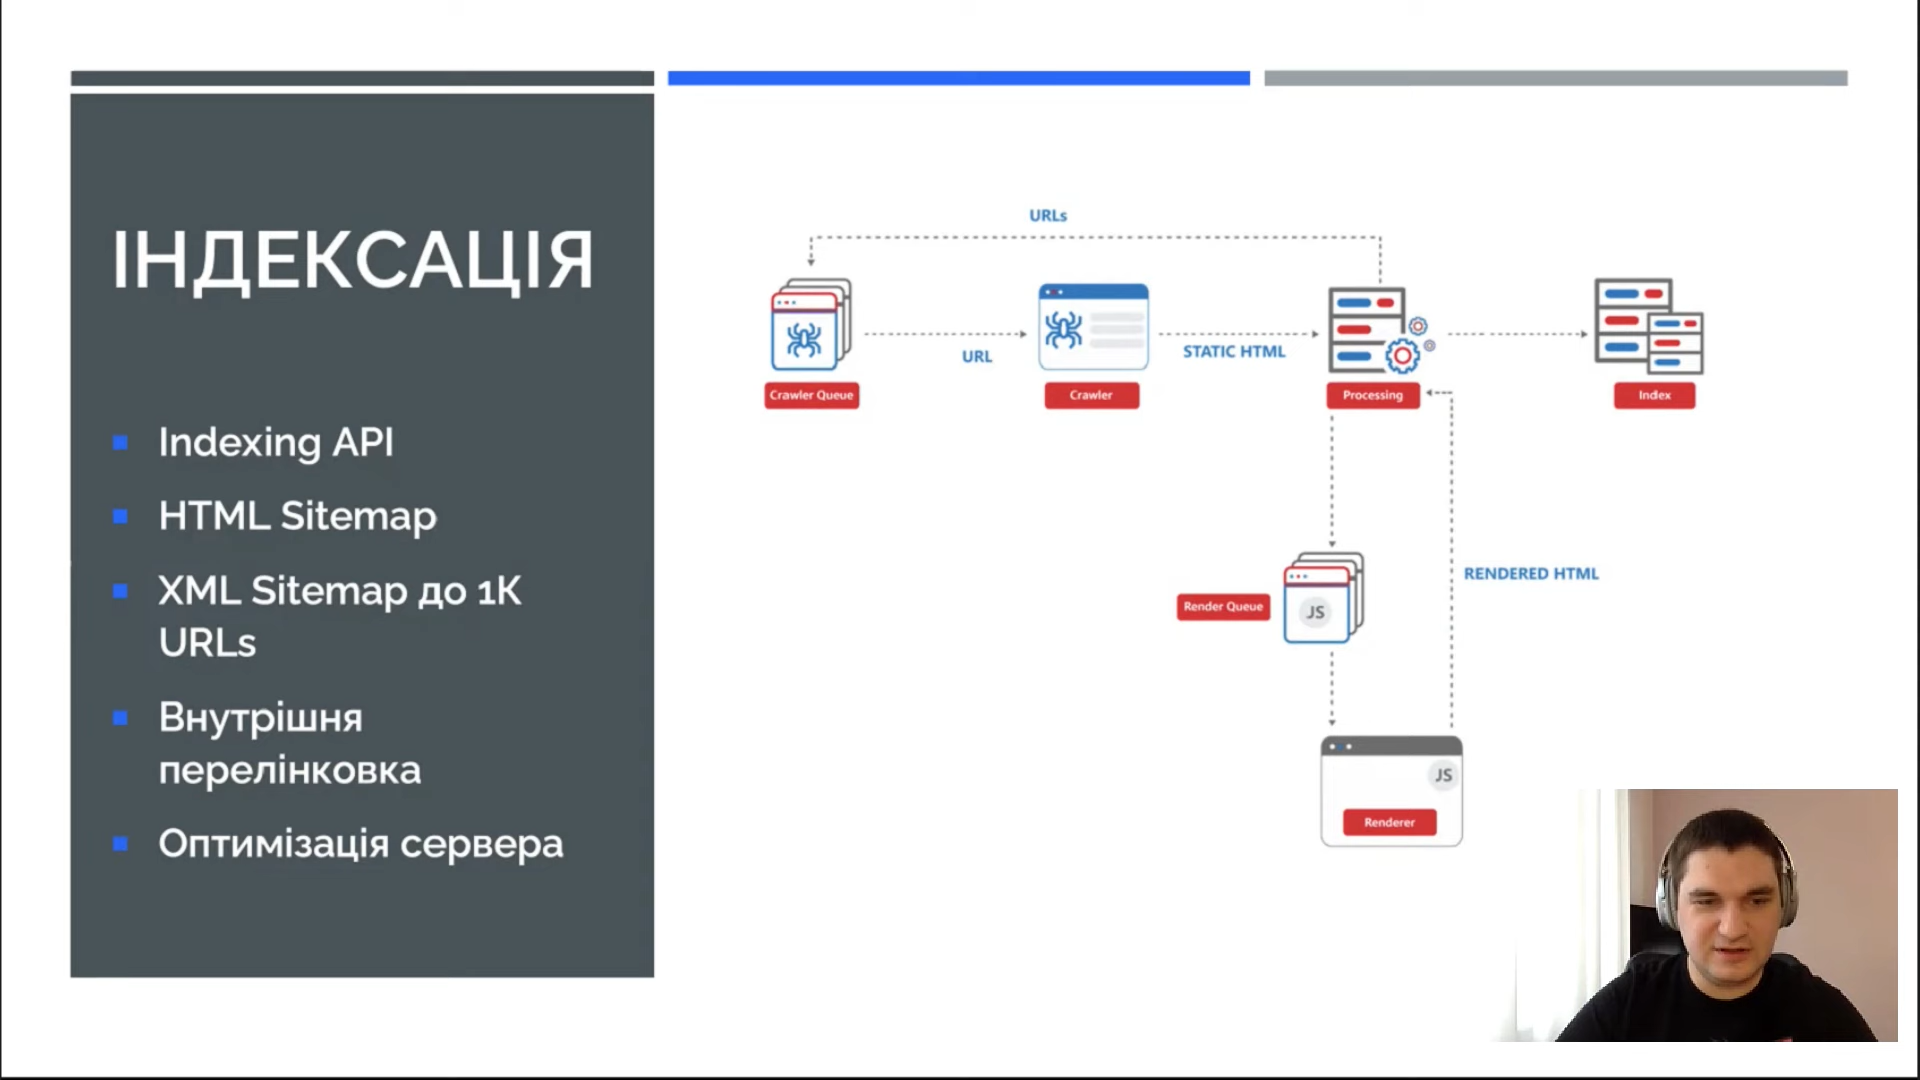 ІНДЕКСАЦІЯ
Indexing API
HTML Sitemap
XML Sitemap до 1К
URLs
Внутрішня
перелінковка
Оптимізація сервера
URLs
URL
STATIC HTML
Crawler Queue
Crawler
Processing
Index
RENDERED HTML
Render Queue
JS
JS
Renderer